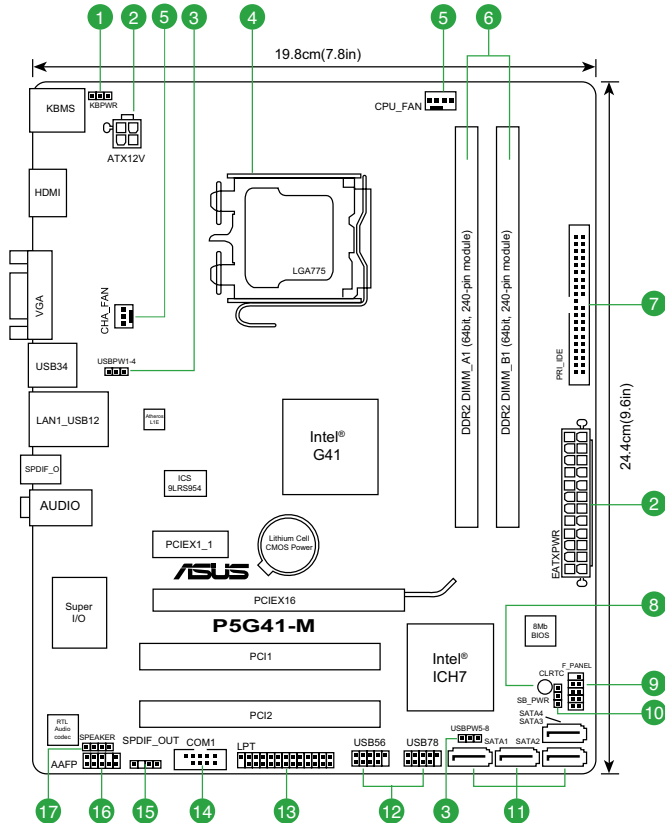 1
2
5
3
4
5
6
19.8cm(7.8in)
KBMS
KBPWR
ATX12V
CPU_FAN
HDMI
LGA775
DDR2 DIMM_A1 (64bit, 240-pin module)
DDR2 DIMM_B1 (64bit, 240-pin module)
VGA
CHA_FAN
PRI_IDE
7
USB34
USBPW1-4
24.4cm(9.6in)
LAN1_USB12
Atheros
L1E
Intel®
G41
SPDIF_O
ICS
9LRS954
EATXPWR
2
AUDIO
PCIEX1_1
Lithium Cell
CMOS Power
ASUS
PCIEX16
Super
I/O
P5G41-M
8Mb
BIOS
8
PCI1
Intel®
ICH7
F_PANEL
CLRTC
9
SB_PWR
10
PCI2
RTL
Audio
codec
SATA4
SATA3
SPEAKER
SPDIF_OUT
COM1
LPT
USB56
USB78
USBPW5-8
SATA1
SATA2
AAFP
17
16
15
14
13
12
3
11